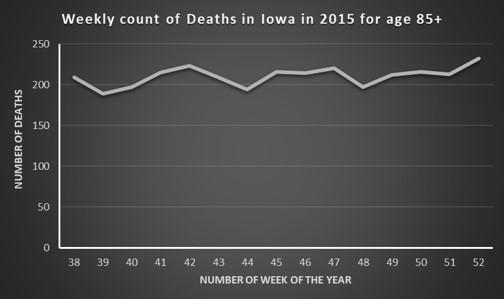 Weekly count of Deaths in Iowa in 2015 for age 85+
250
200
150
100
50
0
NUMBER OF DEATHS
38 39 40 41 42 43 44 45 46 47 48 49 50 51 52
NUMBER OF WEEK OF THE YEAR